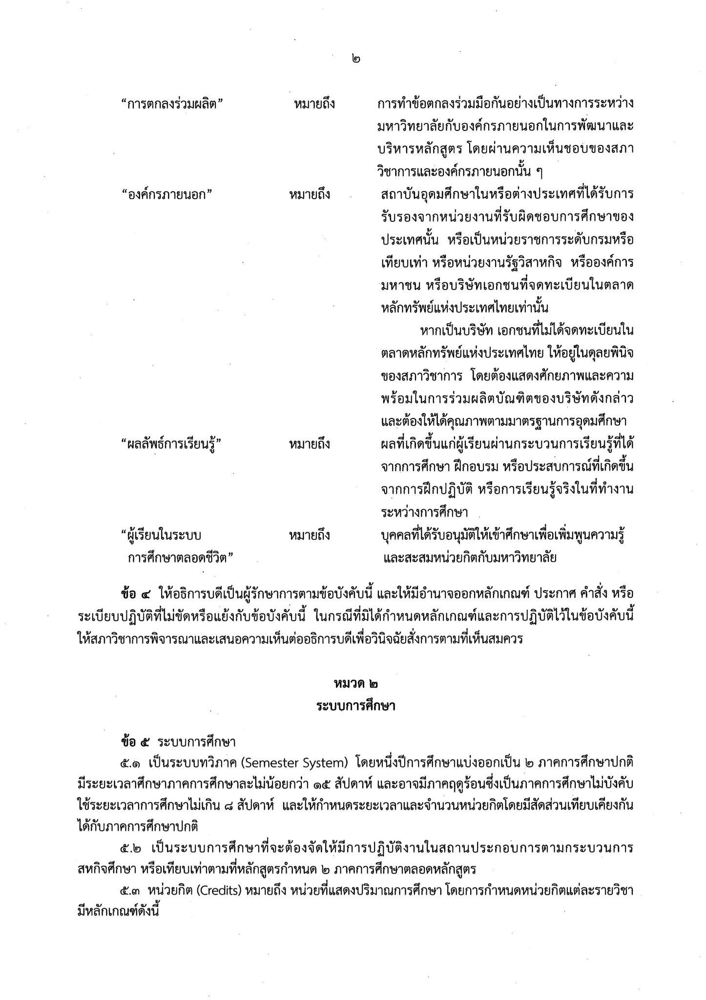 ๒
“การตกลงร่วมผลิต” หมายถึง การทำข้อตกลงร่วมมือกันอย่างเป็นทางการระหว่าง
มหาวิทยาลัยกับองค์กรภายนอกในการพัฒนาและ
บริหารหลักสูตร โดยผ่านความเห็นชอบของสภา
วิชาการและองค์กรภายนอกนั้น ๆ
“องค์กรภายนอก” หมายถึง สถาบันอุดมศึกษาในหรือต่างประเทศที่ได้รับการ
รับรองจากหน่วยงานที่รับผิดชอบการศึกษาของ
ประเทศนั้น หรือเป็นหน่วยราชการระดับกรมหรือ
เทียบเท่า หรือหน่วยงานรัฐวิสาหกิจ หรือองค์การ
มหาชน หรือบริษัทเอกชนที่จดทะเบียนในตลาด
หลักทรัพย์แห่งประเทศไทยเท่านั้น
หากเป็นบริษัท เอกชนที่ไม่ได้จดทะเบียนใน
ตลาดหลักทรัพย์แห่งประเทศไทย ให้อยู่ในดุลยพินิจ
ของสภาวิชาการ โดยต้องแสดงศักยภาพและความ
พร้อมในการร่วมผลิตบัณฑิตของบริษัทดังกล่าว
และต้องให้ได้คุณภาพตามมาตรฐานการอุดมศึกษา
“ผลลัพธ์การเรียนรู้” หมายถึง ผลที่เกิดขึ้นแก่ผู้เรียนผ่านกระบวนการเรียนรู้ที่ได้
จากการศึกษา ฝึกอบรม หรือประสบการณ์ที่เกิดขึ้น
จากการฝึกปฏิบัติ หรือการเรียนรู้จริงในที่ทำงาน
ระหว่างการศึกษา
“ผู้เรียนในระบบ หมายถึง บุคคลที่ได้รับอนุมัติให้เข้าศึกษาเพื่อเพิ่มพูนความรู้
การศึกษาตลอดชีวิต” และสะสมหน่วยกิตกับมหาวิทยาลัย
ข้อ ๔ ให้อธิการบดีเป็นผู้รักษาการตามข้อบังคับนี้ และให้มีอำนาจออกหลักเกณฑ์ ประกาศ คำสั่ง หรือ
ระเบียบปฏิบัติที่ไม่ขัดหรือแย้งกับข้อบังคับนี้ ในกรณีที่มิได้กำหนดหลักเกณฑ์และการปฏิบัติไว้ในข้อบังคับนี้
ให้สภาวิชาการพิจารณาและเสนอความเห็นต่ออธิการบดีเพื่อวินิจฉัยสั่งการตามที่เห็นสมควร
หมวด ๒
ระบบการศึกษา
ข้อ ๕ ระบบการศึกษา
๕.๑ เป็นระบบทวิภาค (Semester System) โดยหนึ่งปีการศึกษาแบ่งออกเป็น ๒ ภาคการศึกษาปกติ
มีระยะเวลาศึกษาภาคการศึกษาละไม่น้อยกว่า ๑๕ สัปดาห์ และอาจมีภาคฤดูร้อนซึ่งเป็นภาคการศึกษาไม่บังคับ
ใช้ระยะเวลาการศึกษาไม่เกิน ๘ สัปดาห์ และให้กำหนดระยะเวลาและจำนวนหน่วยกิตโดยมีสัดส่วนเทียบเคียงกัน
ได้กับภาคการศึกษาปกติ
๕.๒ เป็นระบบการศึกษาที่จะต้องจัดให้มีการปฏิบัติงานในสถานประกอบการตามกระบวนการ
สหกิจศึกษา หรือเทียบเท่าตามที่หลักสูตรกำหนด ๒ ภาคการศึกษาตลอดหลักสูตร
๕.๓ หน่วยกิต (Credits) หมายถึง หน่วยที่แสดงปริมาณการศึกษา โดยการกำหนดหน่วยกิตแต่ละรายวิชา
มีหลักเกณฑ์ดังนี้